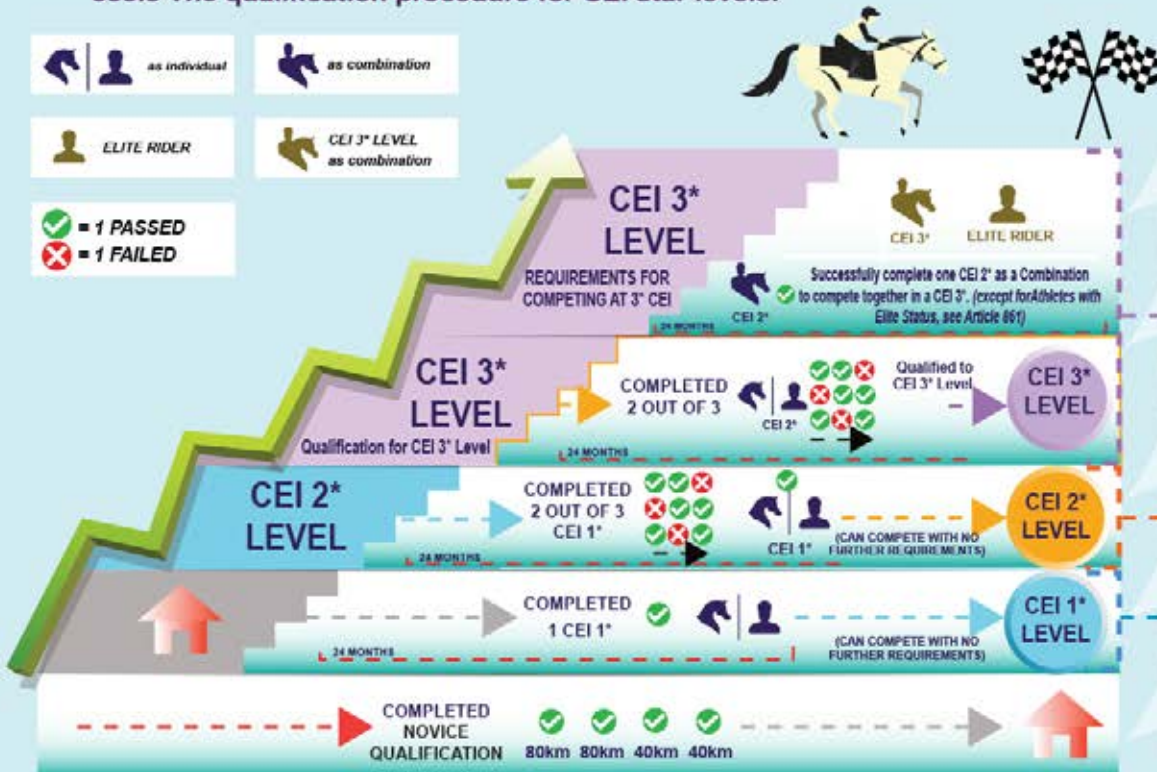 as individual
as combination
ELITE RIDER
CEI 3* LEVEL
as combination
= 1 PASSED
= 1 FAILED
CEI 3*
LEVEL
REQUIREMENTS FOR
COMPETING AT 3* CEI
CEI 3*
ELITE RIDER
CEI 2*
Successfully complete one CEI 2* as a Combination
to compete together in a CEI 3*. (except forAthletes with
Elite Status, see Article 861)
24 MONTHS
CEI 3*
LEVEL
Qualification for CEI 3* Level
COMPLETED
2 OUT OF 3
CEI 2*
Qualified to
CEI 3* Level
CEI 3*
LEVEL
24 MONTHS
CEI 2*
LEVEL
COMPLETED
2 OUT OF 3
CEI 1*
CEI 1*
(CAN COMPETE WITH NO
FURTHER REQUIREMENTS)
CEI 2*
LEVEL
24 MONTHS
COMPLETED
1 CEI 1*
(CAN COMPETE WITH NO
FURTHER REQUIREMENTS)
CEI 1*
LEVEL
24 MONTHS
COMPLETED
NOVICE
QUALIFICATION
80km 80km 40km 40km